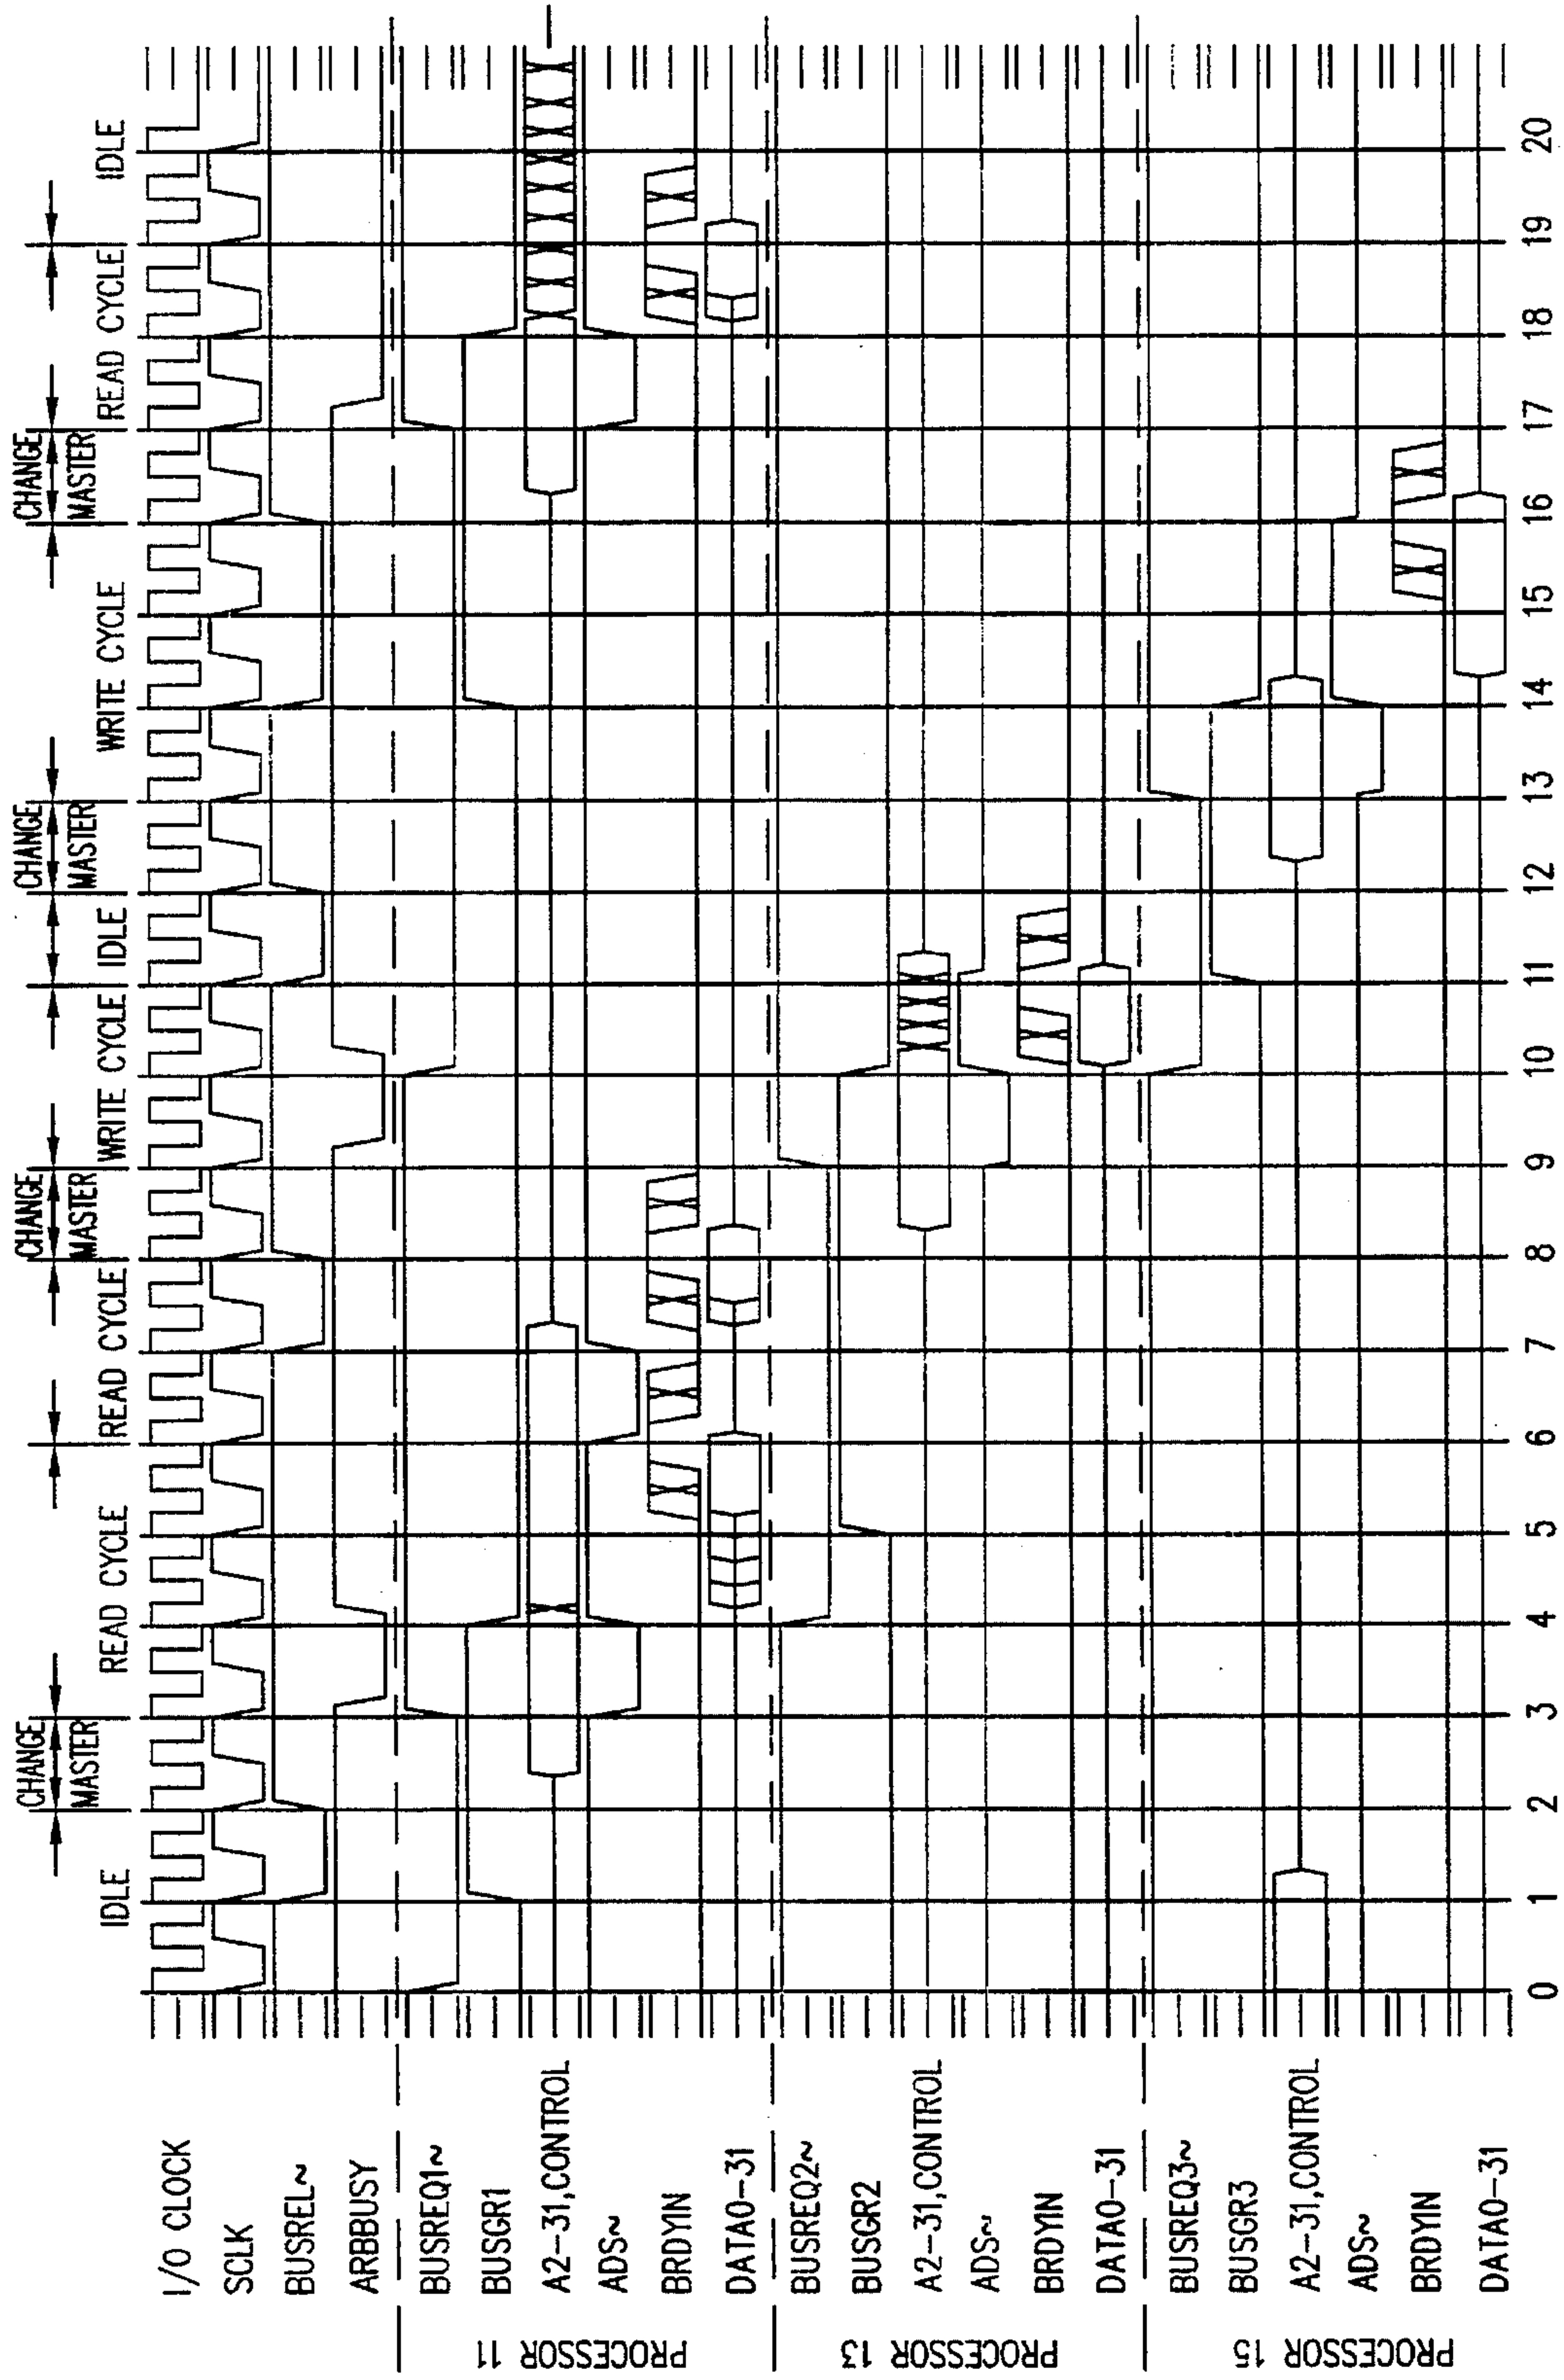 IDLE
CHANGE
MASTER
READ CYCLE
READ CYCLE
CHANGE
MASTER
WRITE CYCLE
IDLE
CHANGE
MASTER
WRITE CYCLE
CHANGE
MASTER
READ CYCLE
IDLE
I/O CLOCK
SCLK
BUSREL~
ARBBUSY
PROCESSOR 11
BUSREQ1~
BUSGR1
A2-31,CONTROL
ADS~
BRDYIN
DATA0-31
PROCESSOR 13
BUSREQ2~
BUSGR2
A2-31,CONTROL
ADS~
BRDYIN
DATA0-31
PROCESSOR 15
BUSREQ3~
BUSGR3
A2-31,CONTROL
ADS~
BRDYIN
DATA0-31
0 1 2 3 4 5 6 7 8 9 10 11 12 13 14 15 16 17 18 19 20